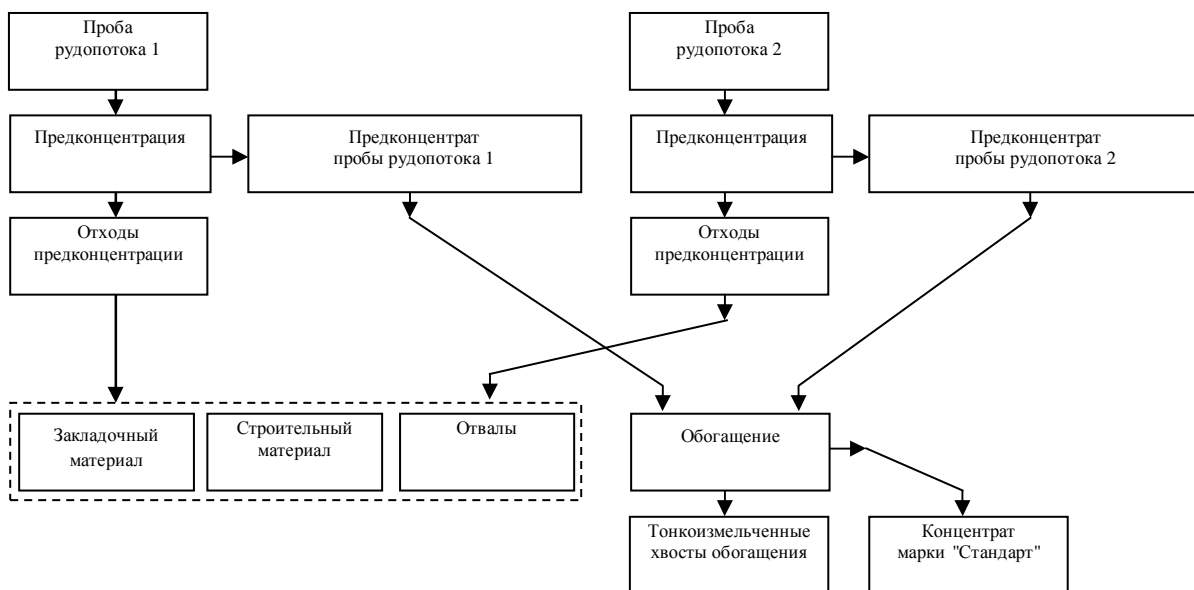 Проба
рудопотока 1
Проба
рудопотока 2
Предконцентрация
Предконцентрат
пробы рудопотока 1
Предконцентрация
Предконцентрат
пробы рудопотока 2
Отходы
предконцентрации
Отходы
предконцентрации
Закладочный
материал
Строительный
материал
Отвалы
Обогащение
Тонкоизмельченные
хвосты обогащения
Концентрат
марки "Стандарт"